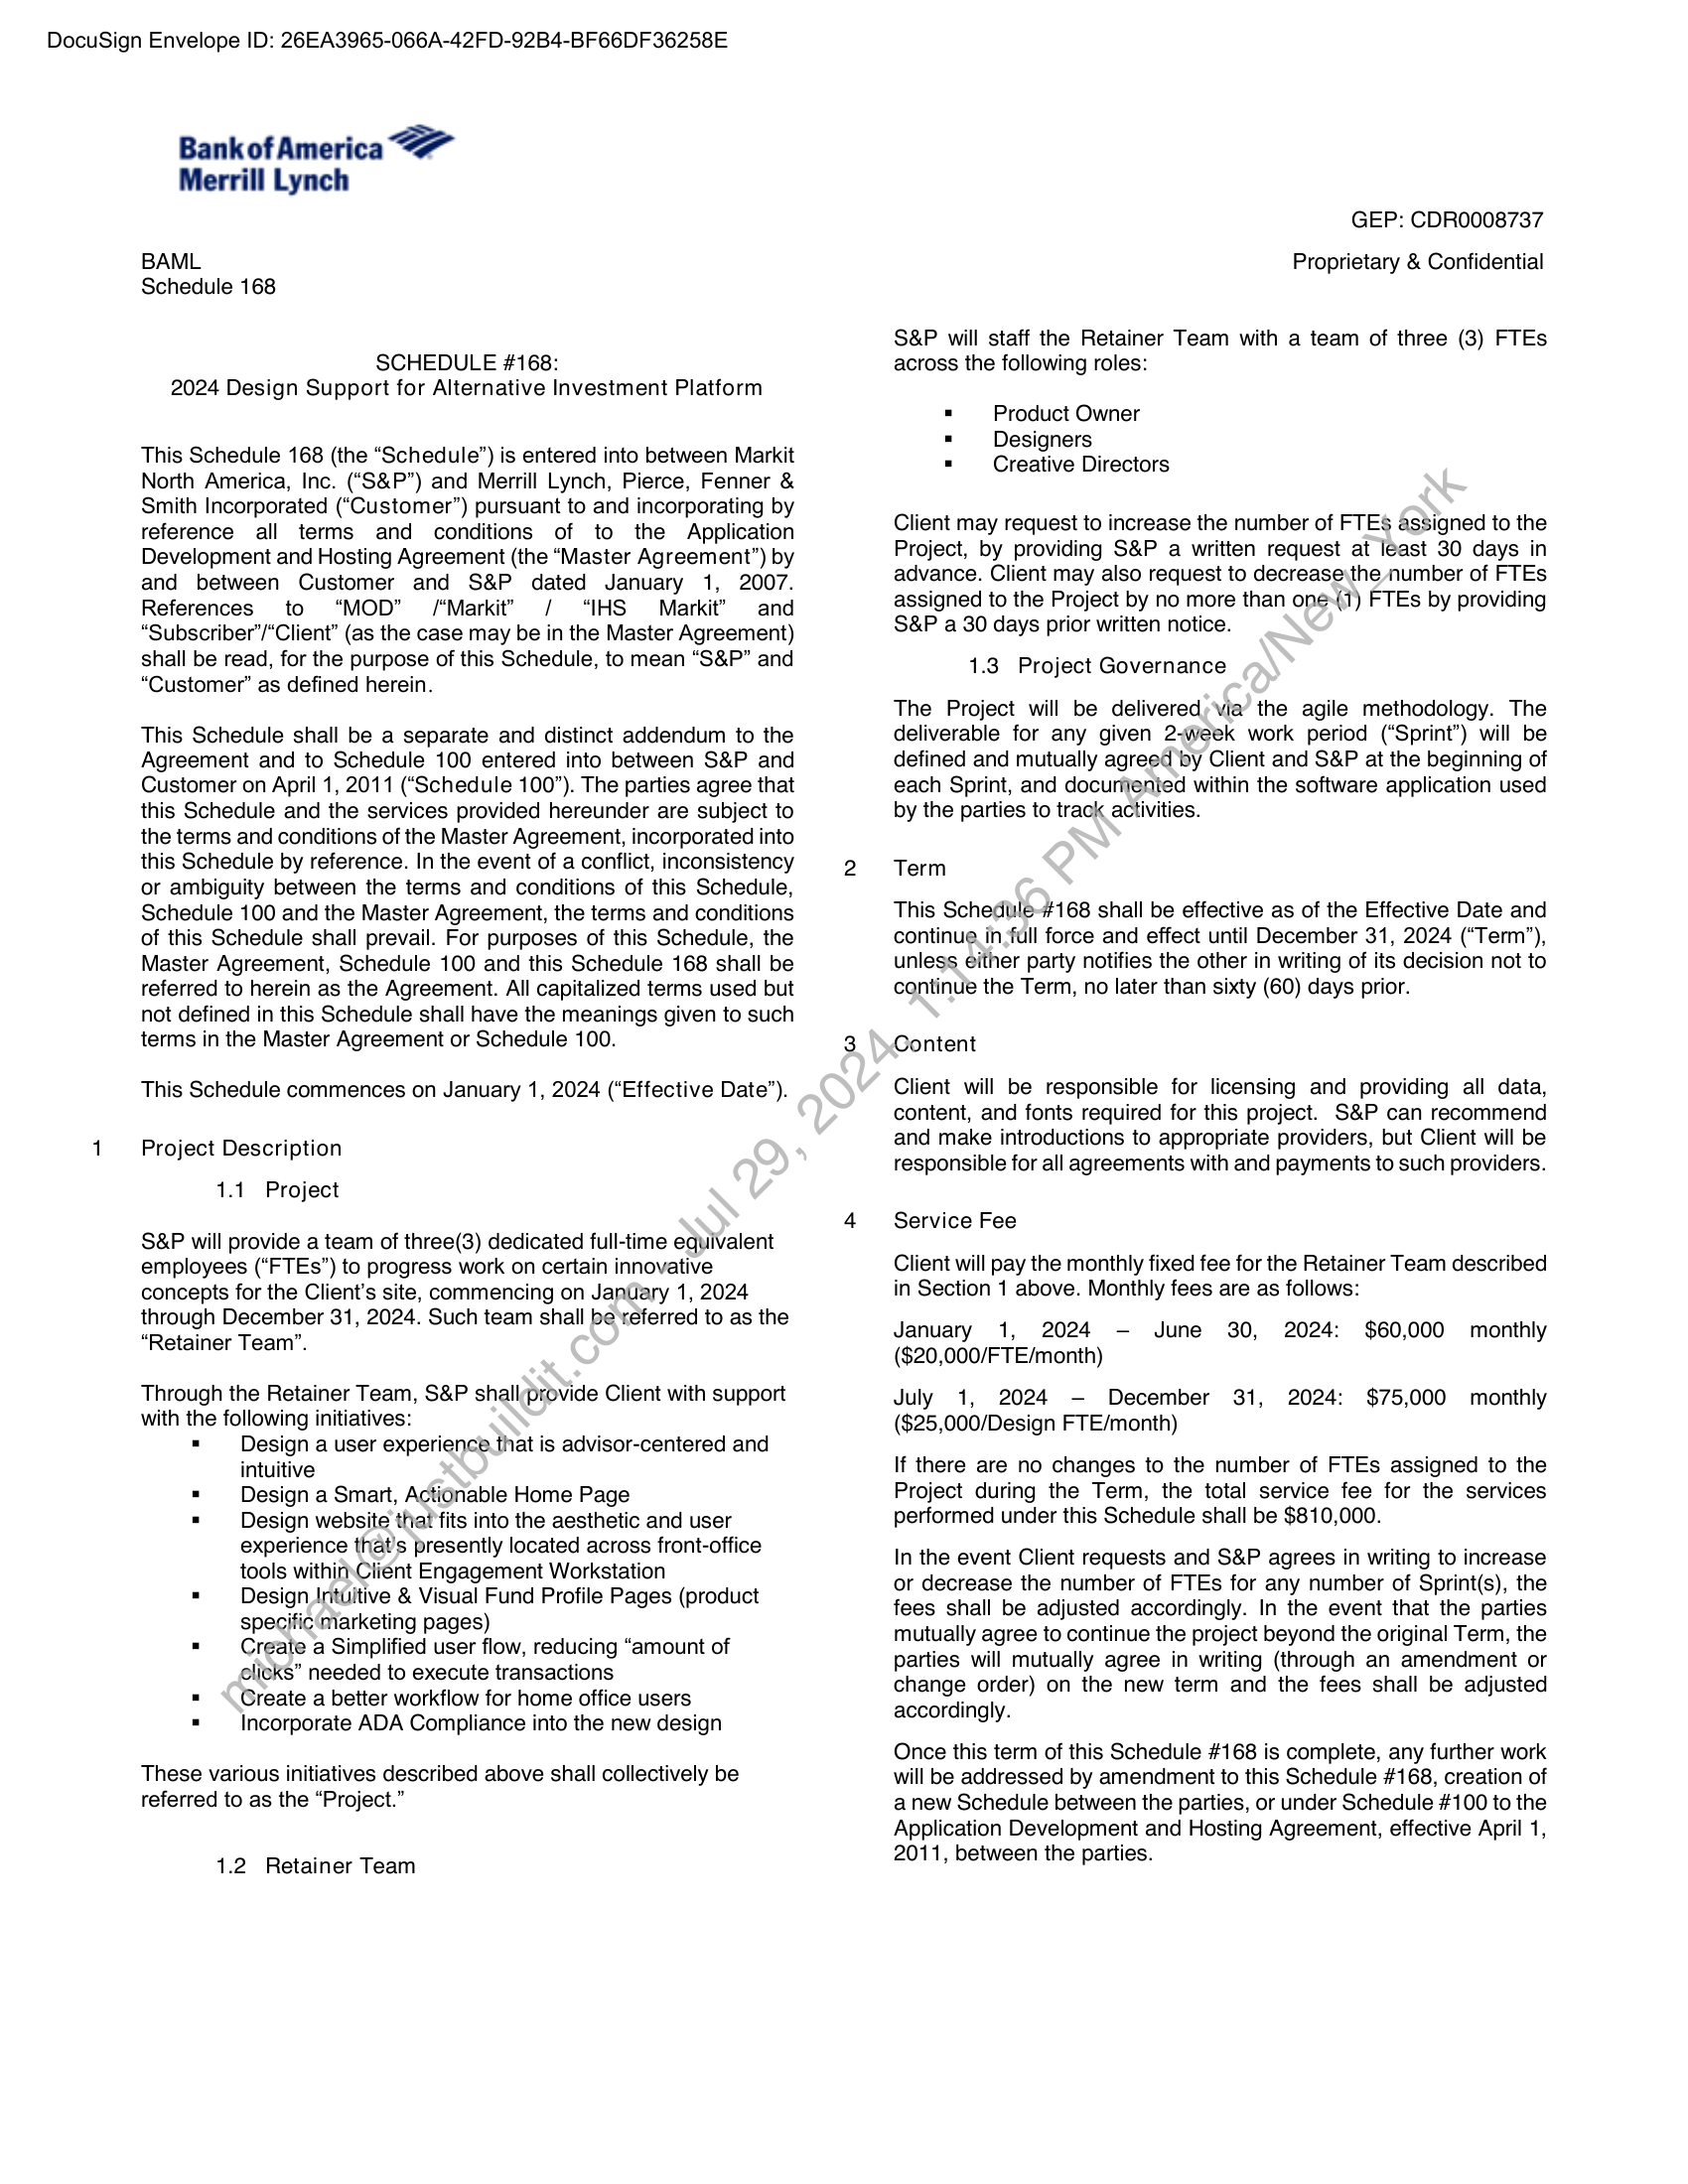 DocuSign Envelope ID: 26EA3965-066A-42FD-92B4-BF66DF36258E
Bank of America
Merrill Lynch
GEP: CDR0008737
BAML
Schedule 168
Proprietary & Confidential
SCHEDULE #168:
2024 Design Support for Alternative Investment Platform
This Schedule 168 (the “Schedule”) is entered into between Markit
North America, Inc. (“S&P”) and Merrill Lynch, Pierce, Fenner &
Smith Incorporated (“Customer”) pursuant to and incorporating by
reference all terms and conditions of to the Application
Development and Hosting Agreement (the “Master Agreement”) by
and between Customer and S&P dated January 1, 2007.
References to “MOD” /“Markit” / “IHS Markit” and
“Subscriber”/“Client” (as the case may be in the Master Agreement)
shall be read, for the purpose of this Schedule, to mean “S&P” and
“Customer” as defined herein.
This Schedule shall be a separate and distinct addendum to the
Agreement and to Schedule 100 entered into between S&P and
Customer on April 1, 2011 (“Schedule 100”). The parties agree that
this Schedule and the services provided hereunder are subject to
the terms and conditions of the Master Agreement, incorporated into
this Schedule by reference. In the event of a conflict, inconsistency
or ambiguity between the terms and conditions of this Schedule,
Schedule 100 and the Master Agreement, the terms and conditions
of this Schedule shall prevail. For purposes of this Schedule, the
Master Agreement, Schedule 100 and this Schedule 168 shall be
referred to herein as the Agreement. All capitalized terms used but
not defined in this Schedule shall have the meanings given to such
terms in the Master Agreement or Schedule 100.
This Schedule commences on January 1, 2024 (“Effective Date”).
1 Project Description
1.1 Project
S&P will provide a team of three(3) dedicated full-time equivalent
employees (“FTEs”) to progress work on certain innovative
concepts for the Client’s site, commencing on January 1, 2024
through December 31, 2024. Such team shall be referred to as the
“Retainer Team”.
Through the Retainer Team, S&P shall provide Client with support
with the following initiatives:
▪ Design a user experience that is advisor-centered and
intuitive
▪ Design a Smart, Actionable Home Page
▪ Design website that fits into the aesthetic and user
experience that’s presently located across front-office
tools within Client Engagement Workstation
▪ Design Intuitive & Visual Fund Profile Pages (product
specific marketing pages)
▪ Create a Simplified user flow, reducing “amount of
clicks” needed to execute transactions
▪ Create a better workflow for home office users
▪ Incorporate ADA Compliance into the new design
These various initiatives described above shall collectively be
referred to as the “Project.”
1.2 Retainer Team
S&P will staff the Retainer Team with a team of three (3) FTEs
across the following roles:
▪ Product Owner
▪ Designers
▪ Creative Directors
Client may request to increase the number of FTEs assigned to the
Project, by providing S&P a written request at least 30 days in
advance. Client may also request to decrease the number of FTEs
assigned to the Project by no more than one (1) FTEs by providing
S&P a 30 days prior written notice.
1.3 Project Governance
The Project will be delivered via the agile methodology. The
deliverable for any given 2-week work period (“Sprint”) will be
defined and mutually agreed by Client and S&P at the beginning of
each Sprint, and documented within the software application used
by the parties to track activities.
2 Term
This Schedule #168 shall be effective as of the Effective Date and
continue in full force and effect until December 31, 2024 (“Term”),
unless either party notifies the other in writing of its decision not to
continue the Term, no later than sixty (60) days prior.
3 Content
Client will be responsible for licensing and providing all data,
content, and fonts required for this project. S&P can recommend
and make introductions to appropriate providers, but Client will be
responsible for all agreements with and payments to such providers.
4 Service Fee
Client will pay the monthly fixed fee for the Retainer Team described
in Section 1 above. Monthly fees are as follows:
January 1, 2024 – June 30, 2024: $60,000 monthly
($20,000/FTE/month)
July 1, 2024 – December 31, 2024: $75,000 monthly
($25,000/Design FTE/month)
If there are no changes to the number of FTEs assigned to the
Project during the Term, the total service fee for the services
performed under this Schedule shall be $810,000.
In the event Client requests and S&P agrees in writing to increase
or decrease the number of FTEs for any number of Sprint(s), the
fees shall be adjusted accordingly. In the event that the parties
mutually agree to continue the project beyond the original Term, the
parties will mutually agree in writing (through an amendment or
change order) on the new term and the fees shall be adjusted
accordingly.
Once this term of this Schedule #168 is complete, any further work
will be addressed by amendment to this Schedule #168, creation of
a new Schedule between the parties, or under Schedule #100 to the
Application Development and Hosting Agreement, effective April 1,
2011, between the parties.
michael@justbuildit.com - Jul 29, 2024, 1:14:36 PM America/New_York